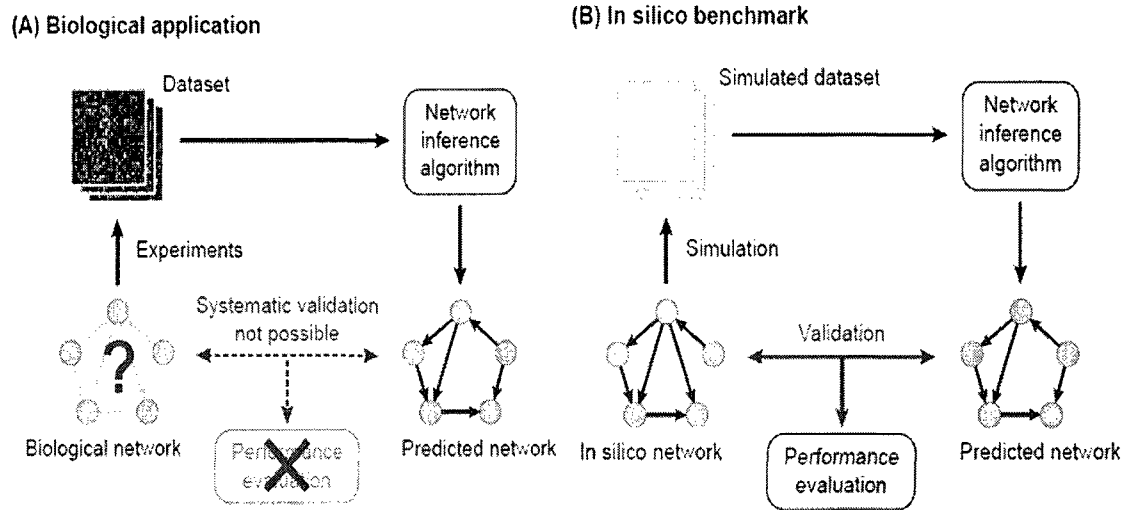 (A) Biological application
Dataset
Network
inference
algorithm
Experiments
Systematic validation
not possible
?
Biological network
Performance
evaluation
Predicted network
(B) In silico benchmark
Simulated dataset
Network
inference
algorithm
Simulation
Validation
In silico network
Performance
evaluation
Predicted network